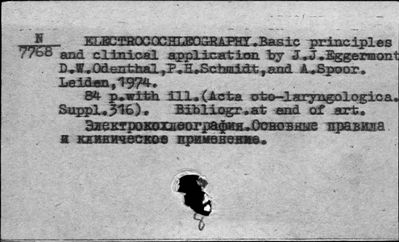 N
7768
ELECTROCOCHLEOGRAPHY.Basic principles
and clinical application by J.J.Eggermont
D.W.Odenthal,P.H.Schmidt,and A.Spoor.
Leiden,1974.
84 p.with ill.(Acta oto-laryngologica.
Suppl.316). Bibliogr.at end of art.
Электрокохлеография.Основные правила
и клиническое применение.